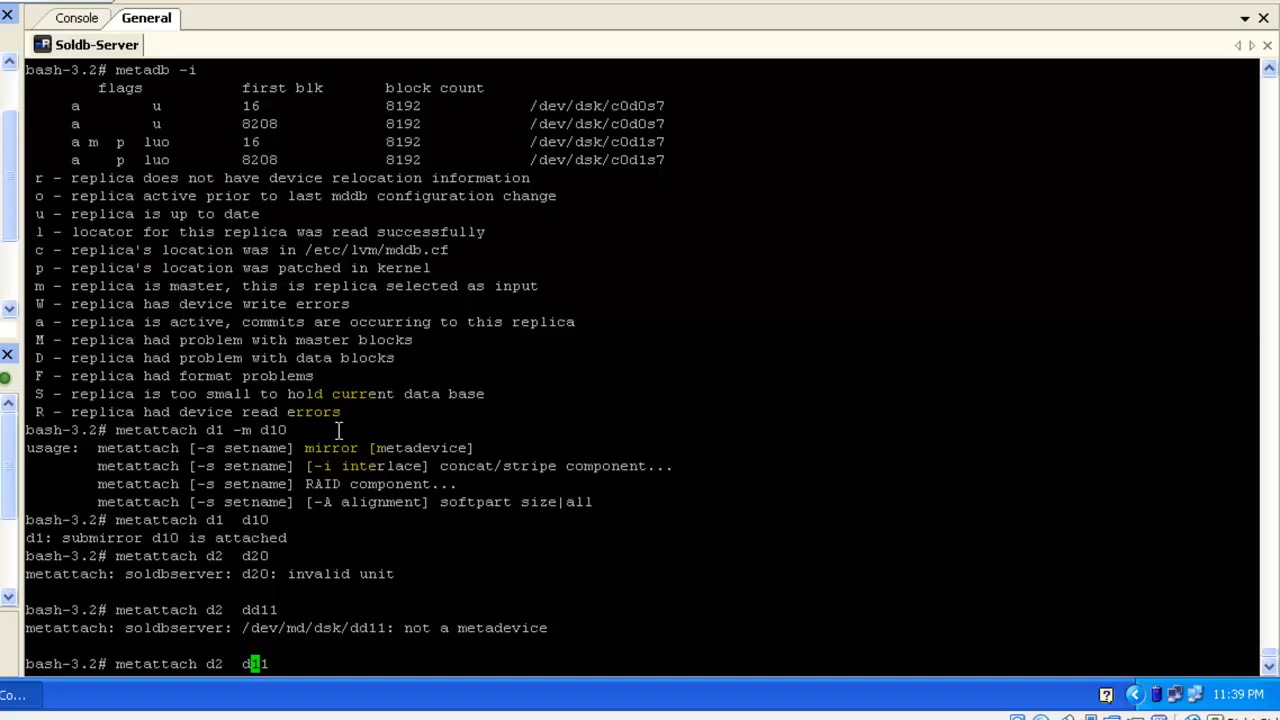 Console General
Soldb-Server
bash-3.2# metadb -i
flags first blk block count
a u 16 8192 /dev/dsk/c0d0s7
a u 8208 8192 /dev/dsk/c0d0s7
a m p luo 16 8192 /dev/dsk/c0d1s7
a p luo 8208 8192 /dev/dsk/c0d1s7
r - replica does not have device relocation information
o - replica active prior to last mddb configuration change
u - replica is up to date
l - locator for this replica was read successfully
c - replica's location was in /etc/lvm/mddb.cf
p - replica's location was patched in kernel
m - replica is master, this is replica selected as input
W - replica has device write errors
a - replica is active, commits are occurring to this replica
M - replica had problem with master blocks
D - replica had problem with data blocks
F - replica had format problems
S - replica is too small to hold current data base
R - replica had device read errors
bash-3.2# metattach d1 -m d10
usage: metattach [-s setname] mirror [metadevice]
metattach [-s setname] [-i interlace] concat/stripe component...
metattach [-s setname] RAID component...
metattach [-s setname] [-A alignment] softpart size|all
bash-3.2# metattach d1 d10
d1: submirror d10 is attached
bash-3.2# metattach d2 d20
metattach: soldbserver: d20: invalid unit
bash-3.2# metattach d2 dd11
metattach: soldbserver: /dev/md/dsk/dd11: not a metadevice
bash-3.2# metattach d2 d11
Co...
11:39 PM